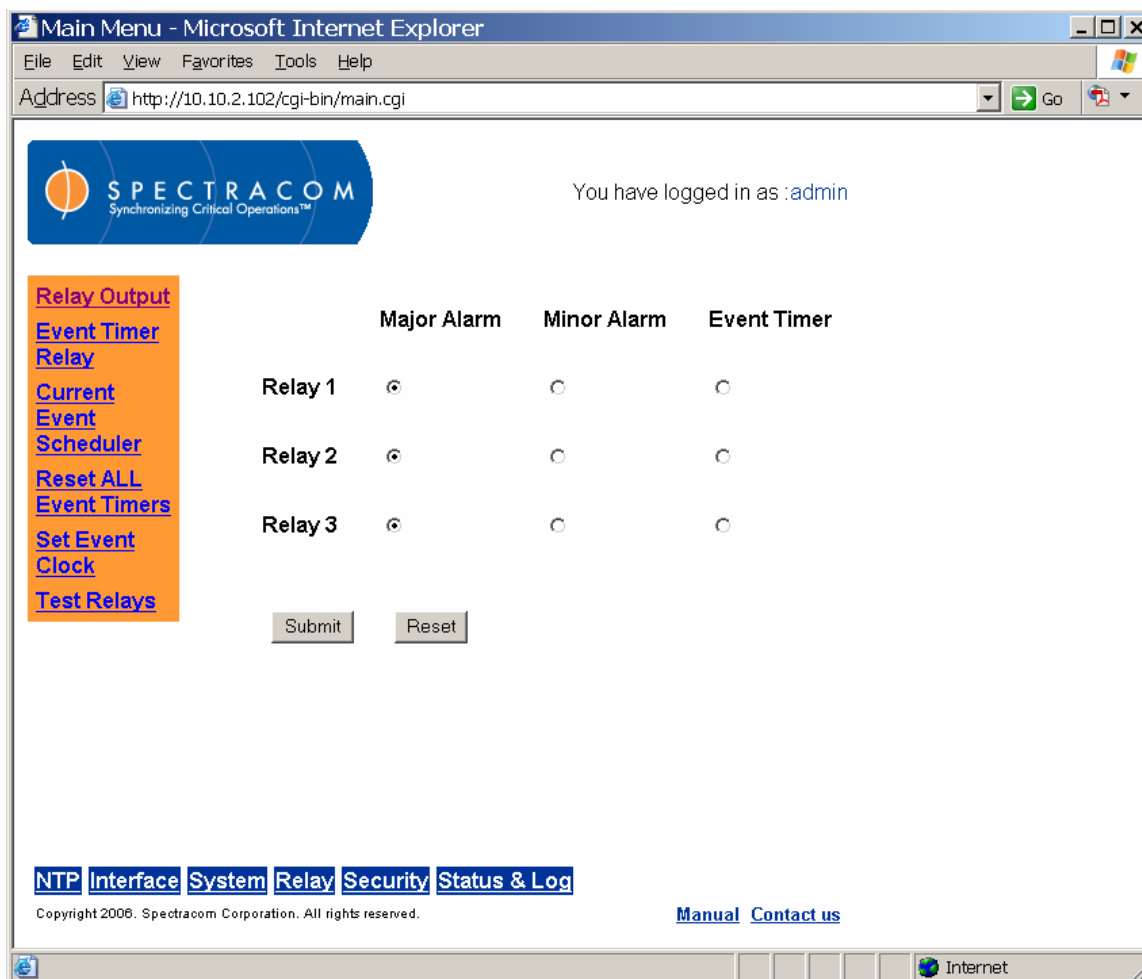 Main Menu - Microsoft Internet Explorer
File Edit View Favorites Tools Help
Address http://10.10.2.102/cgi-bin/main.cgi Go
SPECTRACOM
Synchronizing Critical Operations™
You have logged in as :admin
Relay Output
Event Timer
Relay
Current
Event
Scheduler
Reset ALL
Event Timers
Set Event
Clock
Test Relays
Major Alarm Minor Alarm Event Timer
Relay 1
Relay 2
Relay 3
Submit Reset
NTP Interface System Relay Security Status & Log
Copyright 2006. Spectracom Corporation. All rights reserved.
Manual Contact us
Internet